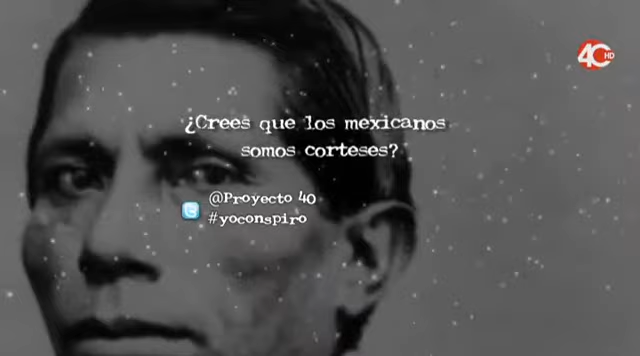 40 HD
¿Crees que los mexicanos
somos corteses?
@Proyecto 40
#yoconspiro